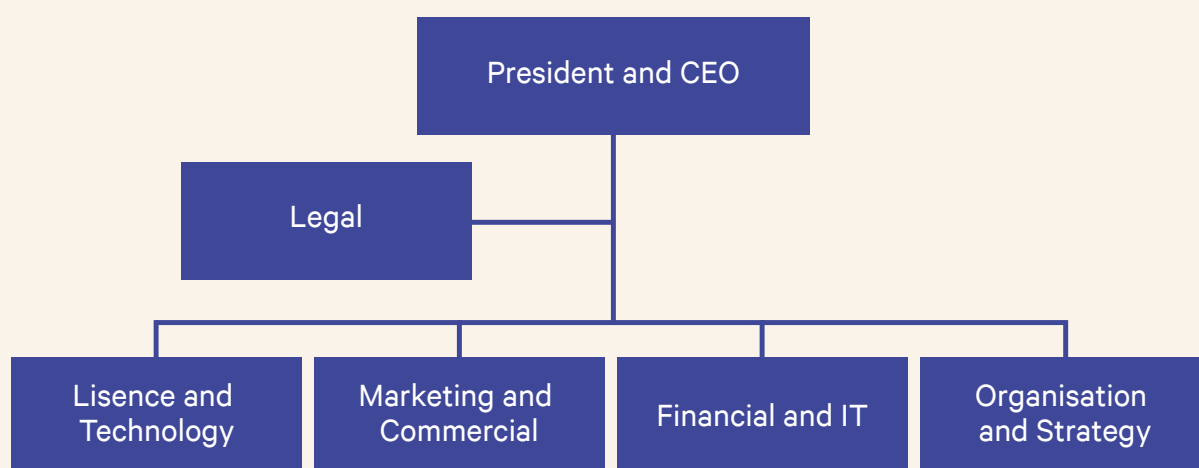 President and CEO
Legal
Lisence and
Technology
Marketing and
Commercial
Financial and IT
Organisation
and Strategy